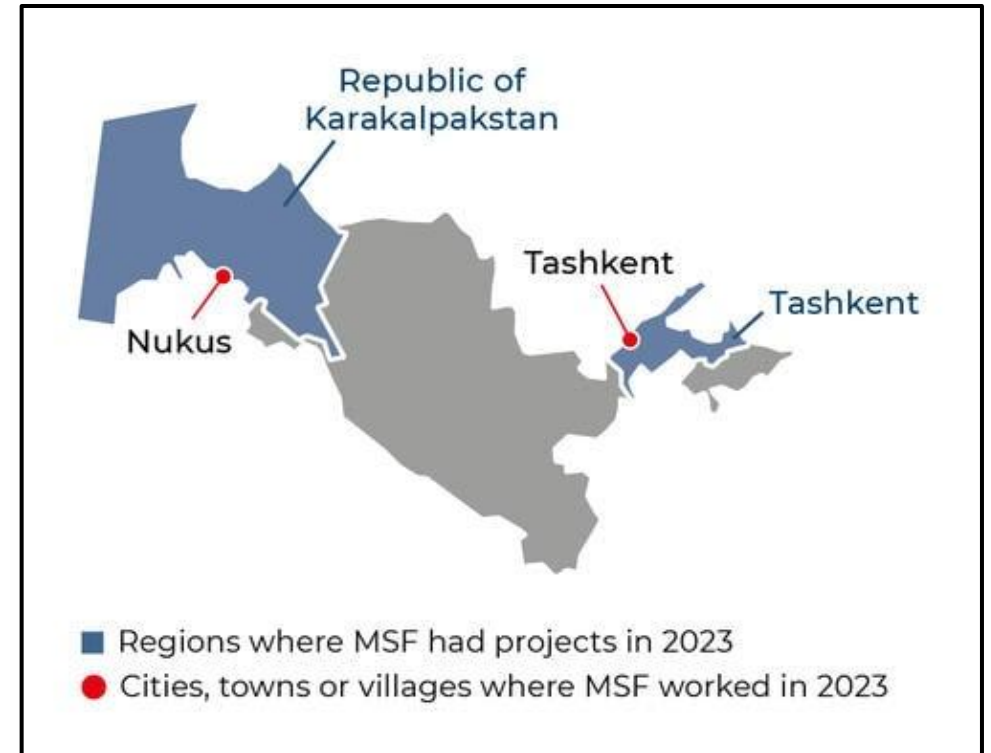 Republic of
Karakalpakstan
Tashkent
Tashkent
Nukus
Regions where MSF had projects in 2023
Cities, towns or villages where MSF worked in 2023